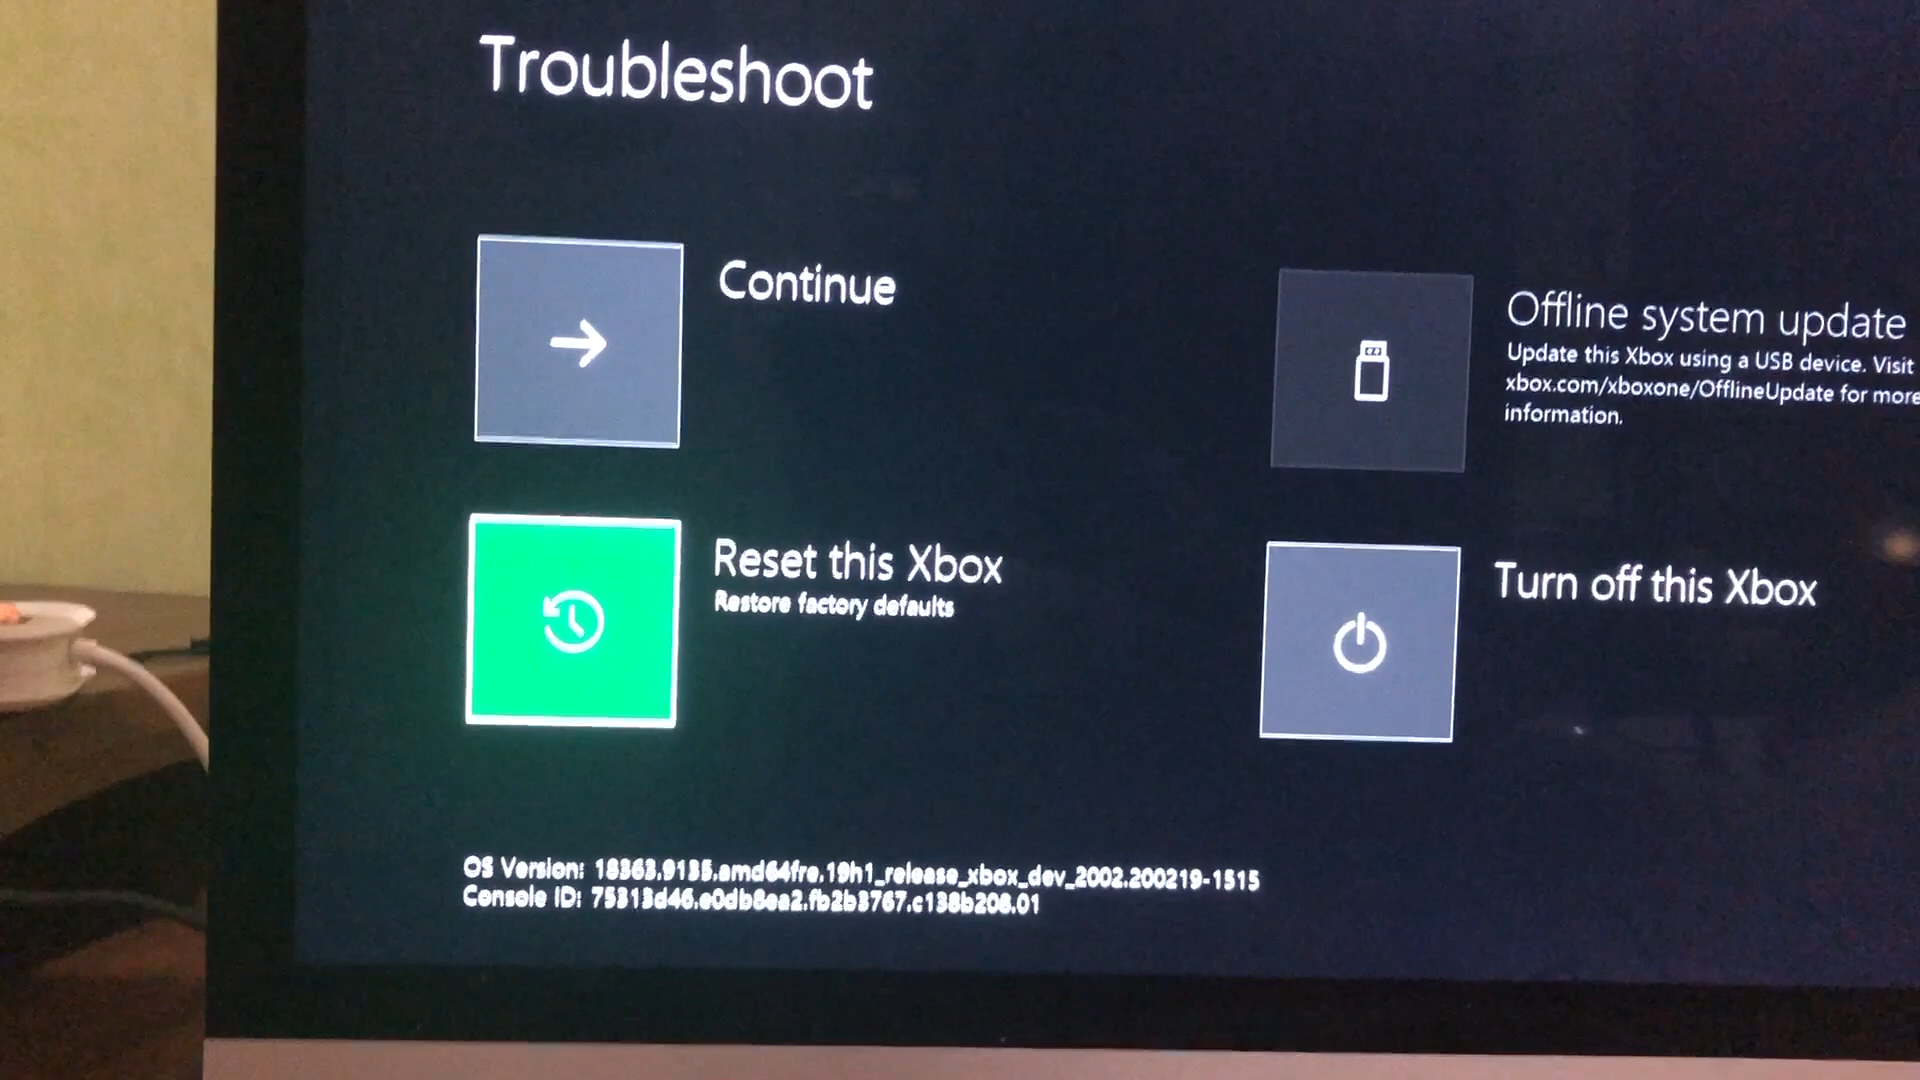 Troubleshoot
Continue
Offline system update
Update this Xbox using a USB device. Visit
xbox.com/xboxone/OfflineUpdate for more
information.
Reset this Xbox
Restore factory defaults
Turn off this Xbox
OS Version: 18363.9135.amd64fre.19h1_release_xbox_dev_2002.200219-1515
Console ID: 75313d46.e0db8ea2.fb2b3767.c138b208.01